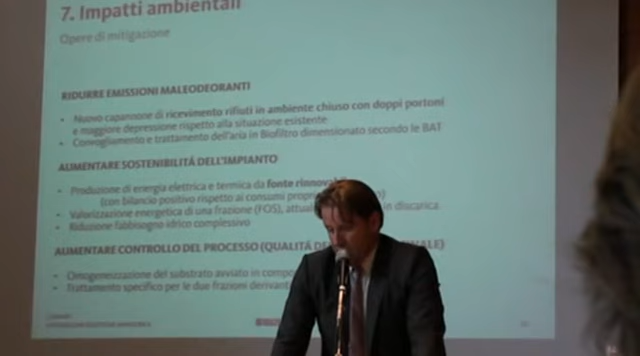 7. Impatti ambientali
Opere di mitigazione
RIDURRE EMISSIONI MALEODORANTI
• Nuovo capannone di ricevimento rifiuti in ambiente chiuso con doppi portoni
e maggiore depressione rispetto alla situazione esistente
• Convogliamento e trattamento dell'aria in Biofiltro dimensionato secondo le BAT
AUMENTARE SOSTENIBILITÀ DELL'IMPIANTO
• Produzione di energia elettrica e termica da fonte
(con bilancio positivo rispetto ai consumi
• Valorizzazione energetica di una frazione (FOS), in discarica
• Riduzione fabbisogno idrico complessivo
AUMENTARE CONTROLLO DEL PROCESSO (QUALITÀ
• Omogeneizzazione del substrato avviato in
• Trattamento specifico per le due frazioni